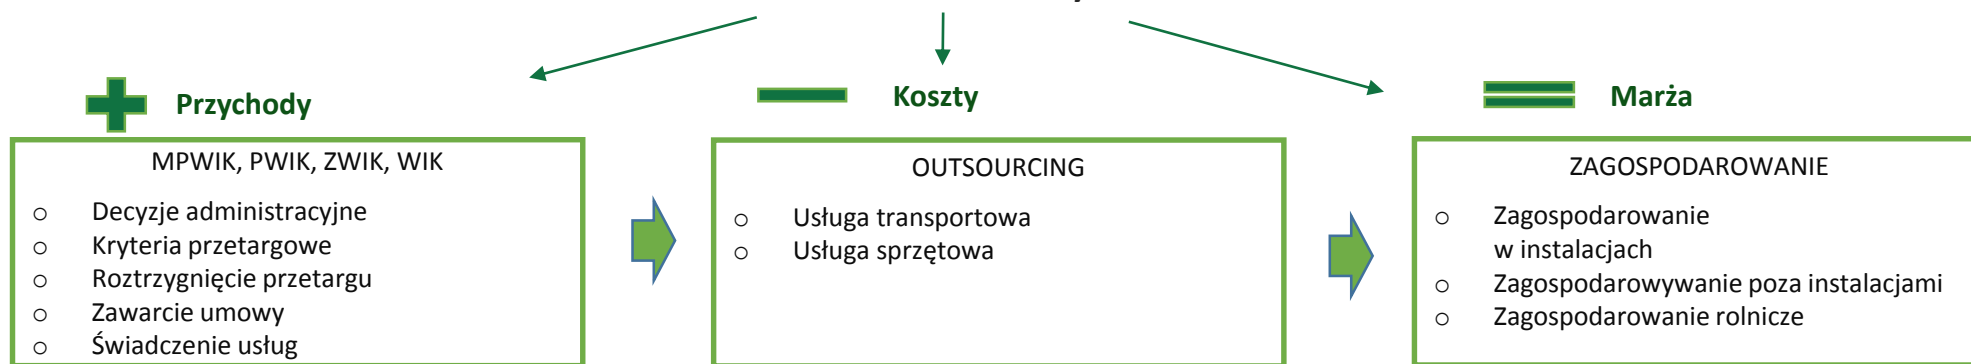 Przychody
MPWIK, PWIK, ZWIK, WIK
o Decyzje administracyjne
o Kryteria przetargowe
o Roztrzygnięcie przetargu
o Zawarcie umowy
o Świadczenie usług
Koszty
OUTSOURCING
o Usługa transportowa
o Usługa sprzętowa
Marża
ZAGOSPODAROWANIE
o Zagospodarowanie
w instalacjach
o Zagospodarowywanie poza instalacjami
o Zagospodarowanie rolnicze